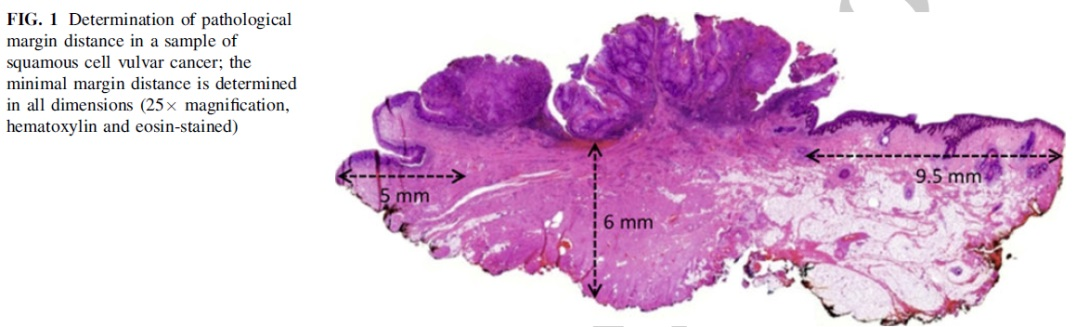 FIG. 1 Determination of pathological
margin distance in a sample of
squamous cell vulvar cancer; the
minimal margin distance is determined
in all dimensions (25× magnification,
hematoxylin and eosin-stained)
5 mm
6 mm
9.5 mm